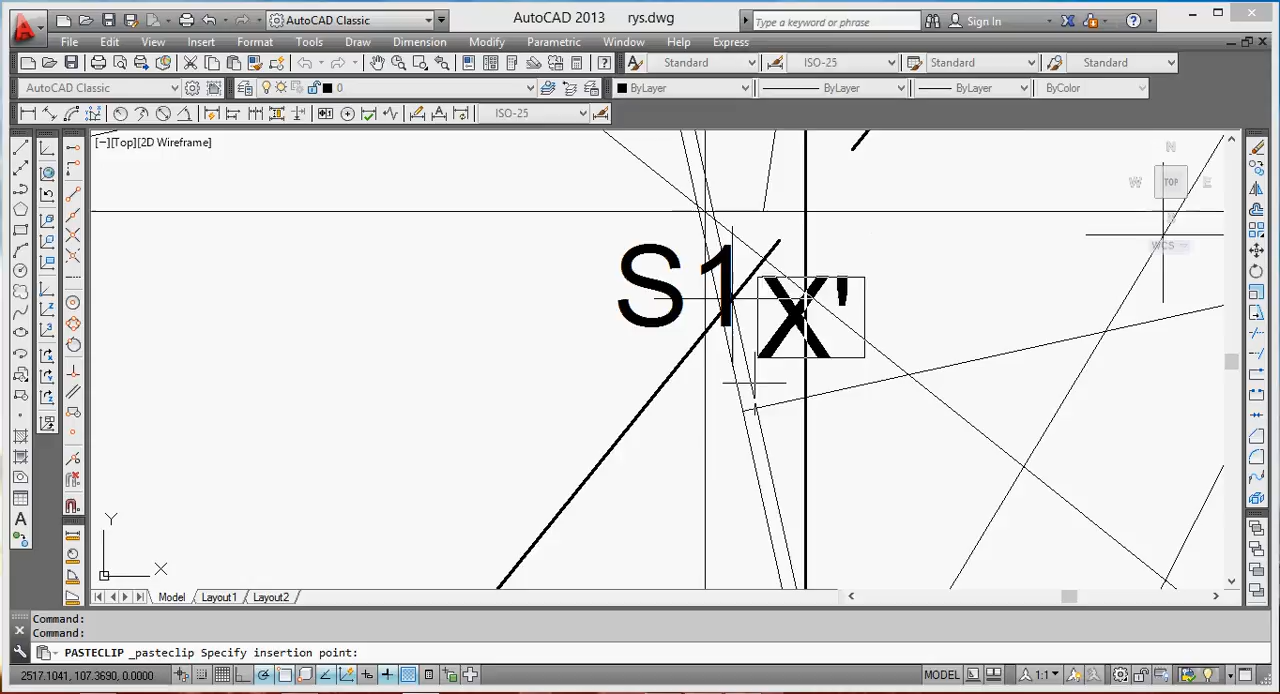 AutoCAD Classic
AutoCAD 2013 rys.dwg
Type a keyword or phrase
Sign In
File Edit View Insert Format Tools Draw Dimension Modify Parametric Window Help Express
Standard ISO-25 Standard Standard
AutoCAD Classic 0 ByLayer ByLayer ByLayer ByColor
ISO-25
[−][Top][2D Wireframe]
N
W TOP E
WCS
S1
X'
Y
X
Model Layout1 Layout2
Command:
Command:
PASTECLIP _pasteclip Specify insertion point:
2517.1041, 107.3690, 0.0000 MODEL 1:1